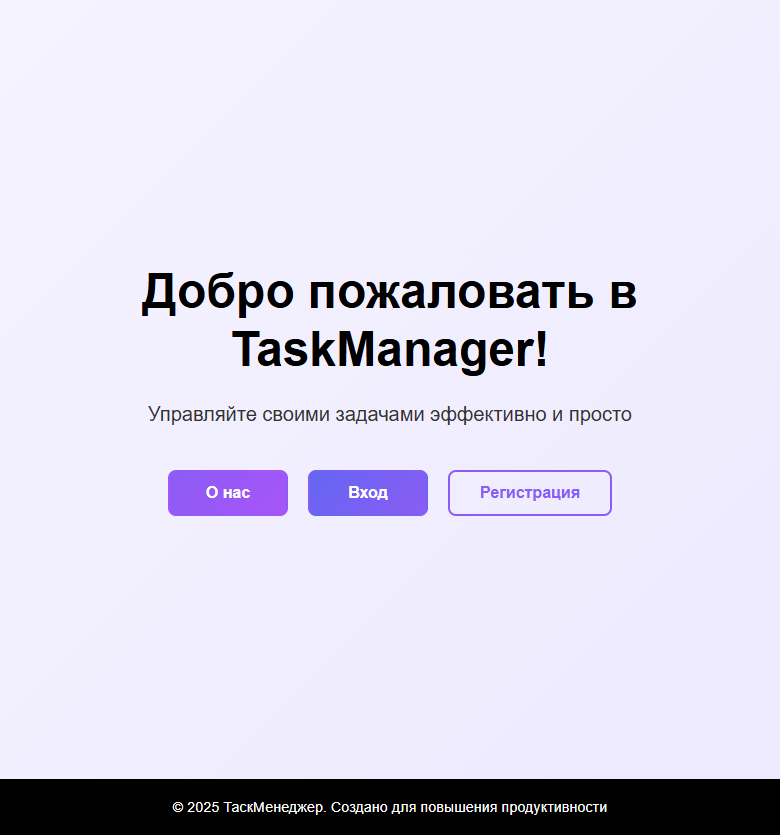 Добро пожаловать в
TaskManager!
Управляйте своими задачами эффективно и просто
О нас
Вход
Регистрация
© 2025 ТаскМенеджер. Создано для повышения продуктивности